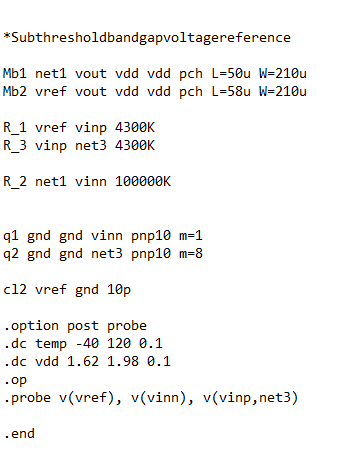 *Subthresholdbandgapvoltagereference
Mb1 net1 vout vdd vdd pch L=50u W=210u
Mb2 vref vout vdd vdd pch L=58u W=210u
R_1 vref vinp 4300K
R_3 vinp net3 4300K
R_2 net1 vinn 100000K
q1 gnd gnd vinn pnp10 m=1
q2 gnd gnd net3 pnp10 m=8
cl2 vref gnd 10p
.option post probe
.dc temp -40 120 0.1
.dc vdd 1.62 1.98 0.1
.op
.probe v(vref), v(vinn), v(vinp,net3)
.end